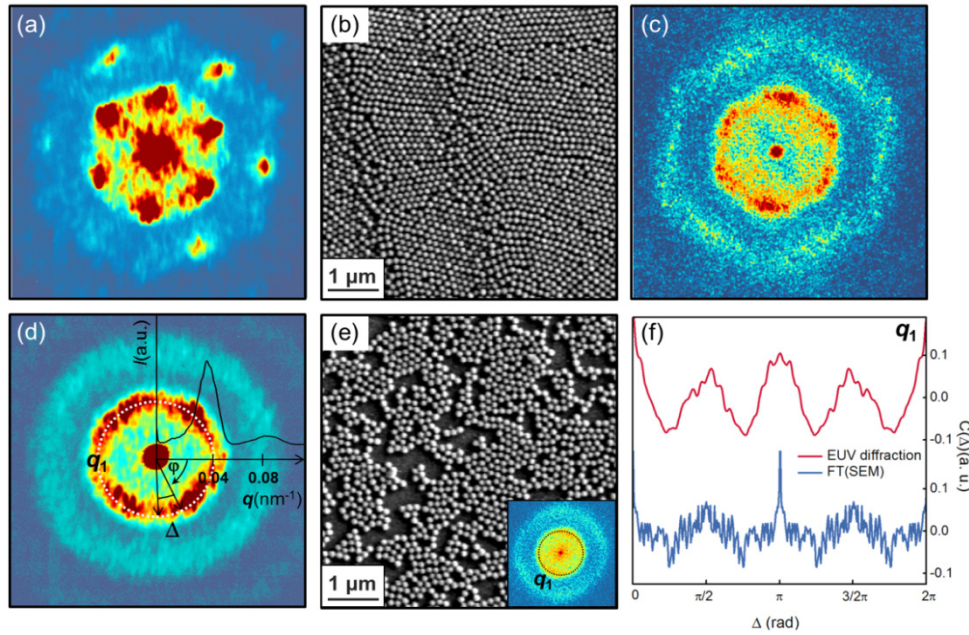 (a)
(b)
1 μm
(c)
(d)
I(a.u.)
q₁
φ
0.04
0.08
q(nm⁻¹)
Δ
(e)
1 μm
q₁
(f)
q₁
0.1
0.0
-0.1
EUV diffraction
FT(SEM)
0.1
0.0
-0.1
C(Δ)(a. u.)
0
π/2
π
3/2π
2π
Δ (rad)